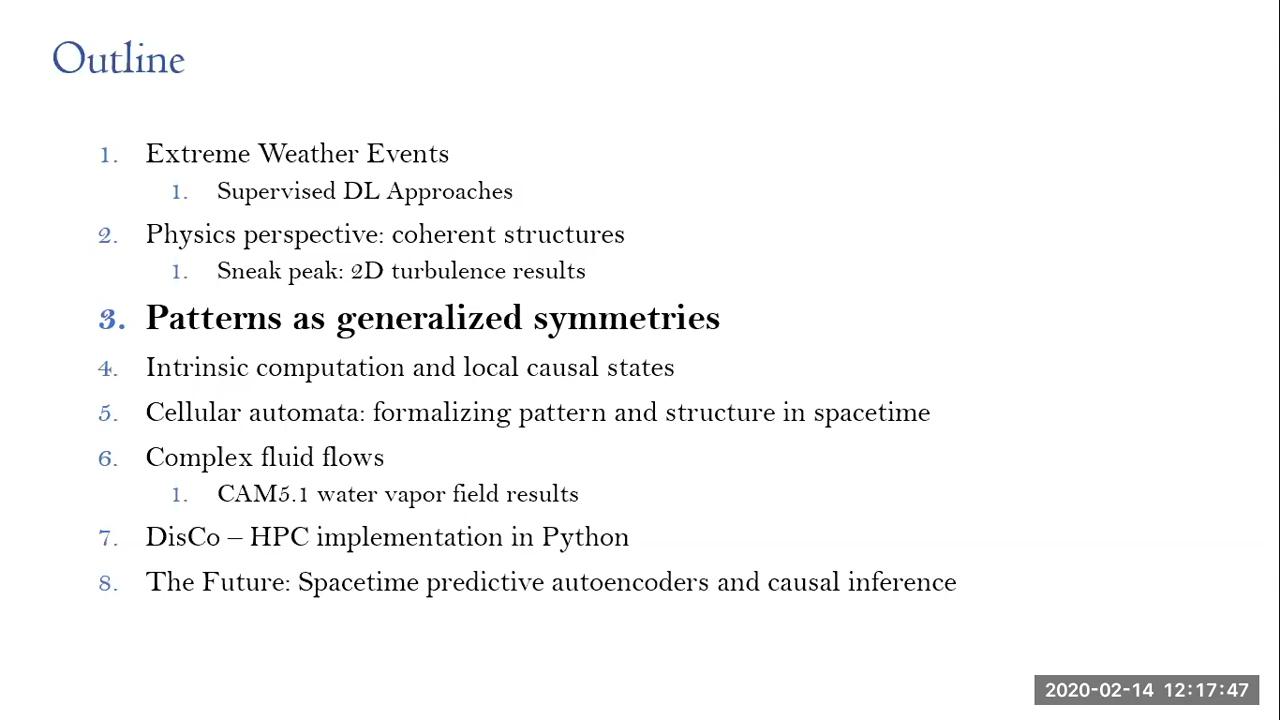 Outline
1. Extreme Weather Events
1. Supervised DL Approaches
2. Physics perspective: coherent structures
1. Sneak peak: 2D turbulence results
3. Patterns as generalized symmetries
4. Intrinsic computation and local causal states
5. Cellular automata: formalizing pattern and structure in spacetime
6. Complex fluid flows
1. CAM5.1 water vapor field results
7. DisCo – HPC implementation in Python
8. The Future: Spacetime predictive autoencoders and causal inference
2020-02-14 12:17:47